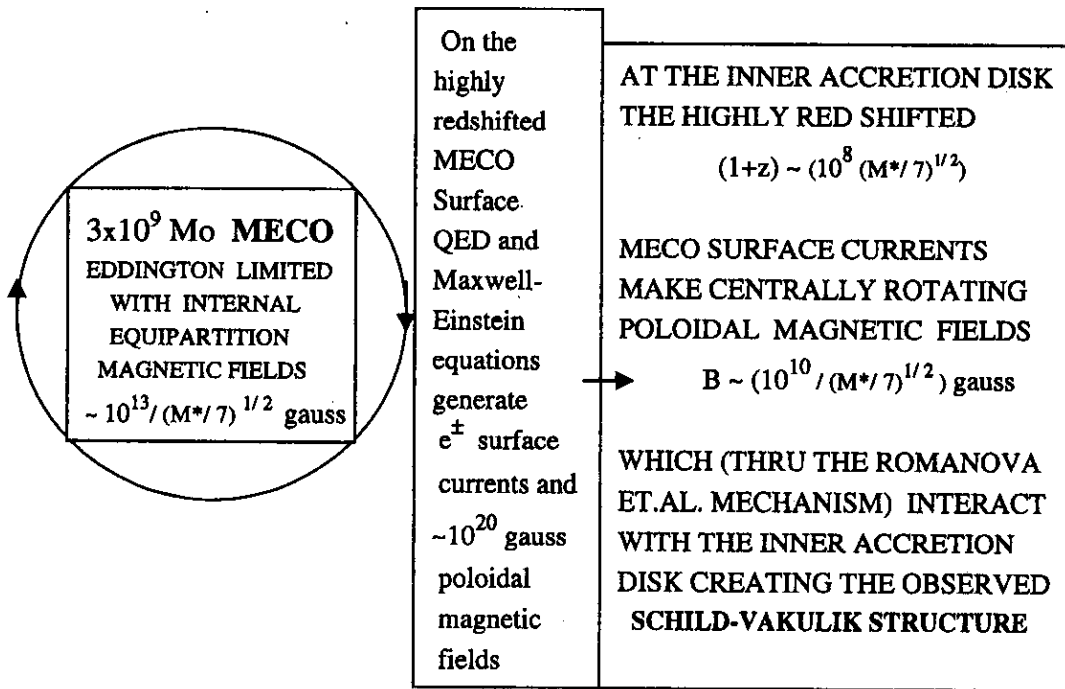 3x10^9 Mo MECO
EDDINGTON LIMITED
WITH INTERNAL
EQUIPARTITION
MAGNETIC FIELDS
~ 10^13/ (M*/ 7)^1/2 gauss
On the
highly
redshifted
MECO
Surface
QED and
Maxwell-
Einstein
equations
generate
e^± surface
currents and
~10^20 gauss
poloidal
magnetic
fields
AT THE INNER ACCRETION DISK
THE HIGHLY RED SHIFTED
(1+z) ~ (10^8 (M*/ 7)^1/2)
MECO SURFACE CURRENTS
MAKE CENTRALLY ROTATING
POLOIDAL MAGNETIC FIELDS
B ~ (10^10 / (M*/ 7)^1/2) gauss
WHICH (THRU THE ROMANOVA
ET.AL. MECHANISM) INTERACT
WITH THE INNER ACCRETION
DISK CREATING THE OBSERVED
SCHILD-VAKULIK STRUCTURE